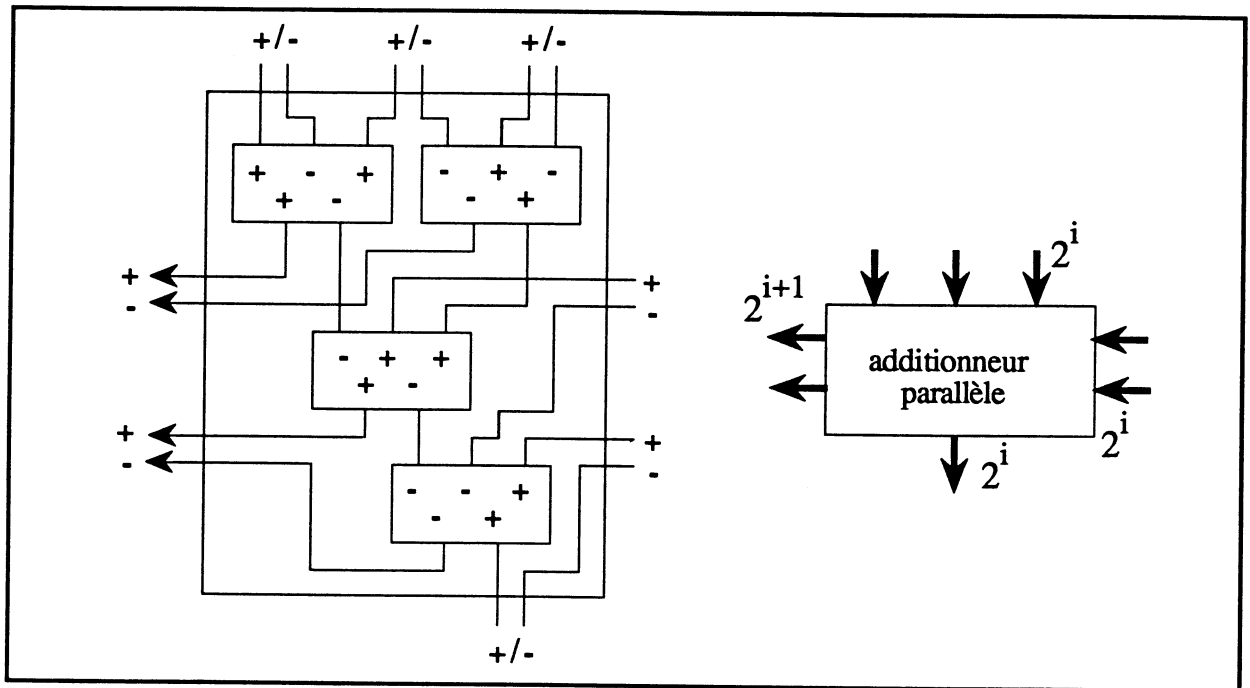 +/- +/- +/-
+ - + - + -
+ - - +
+ +
- -
- + +
+ -
+ +
- -
- - +
- +
+/-
2^i
2^{i+1}
additionneur
parallèle
2^i
2^i